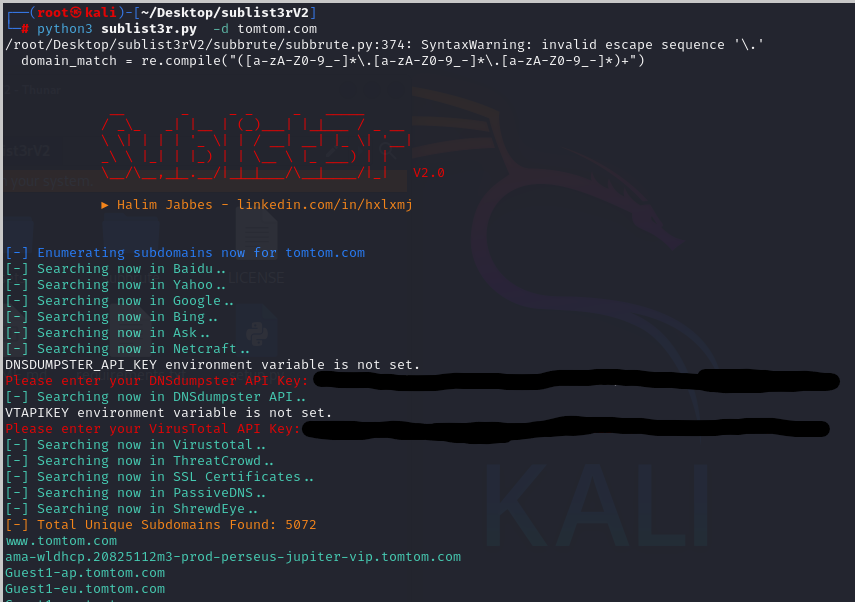 ┌──(root㉿kali)-[~/Desktop/sublist3rV2]
└─# python3 sublist3r.py  -d tomtom.com
/root/Desktop/sublist3rV2/subbrute/subbrute.py:374: SyntaxWarning: invalid escape sequence '\.'
  domain_match = re.compile("([a-zA-Z0-9_-]*\.[a-zA-Z0-9_-]*\.[a-zA-Z0-9_-]*)+")
Sublist3r
V2.0
► Halim Jabbes - linkedin.com/in/hxlxmj
[-] Enumerating subdomains now for tomtom.com
[-] Searching now in Baidu..
LICENSE
[-] Searching now in Yahoo..
[-] Searching now in Google..
[-] Searching now in Bing..
[-] Searching now in Ask..
[-] Searching now in Netcraft..
DNSDUMPSTER_API_KEY environment variable is not set.
Please enter your DNSdumpster API Key:
[-] Searching now in DNSdumpster API..
VTAPIKEY environment variable is not set.
Please enter your VirusTotal API Key:
[-] Searching now in Virustotal..
[-] Searching now in ThreatCrowd..
[-] Searching now in SSL Certificates..
[-] Searching now in PassiveDNS..
[-] Searching now in ShrewdEye..
KALI
[-] Total Unique Subdomains Found: 5072
www.tomtom.com
ama-wldhcp.20825112m3-prod-perseus-jupiter-vip.tomtom.com
Guest1-ap.tomtom.com
Guest1-eu.tomtom.com